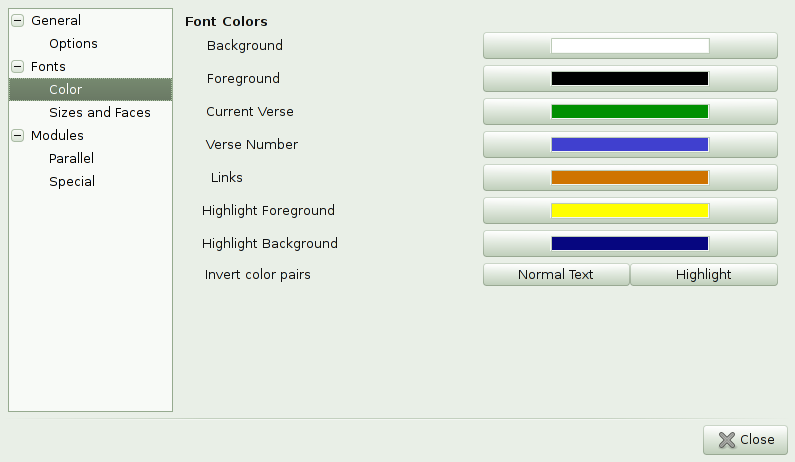 General
Options
Fonts
Color
Sizes and Faces
Modules
Parallel
Special
Font Colors
Background
Foreground
Current Verse
Verse Number
Links
Highlight Foreground
Highlight Background
Invert color pairs Normal Text Highlight
Close